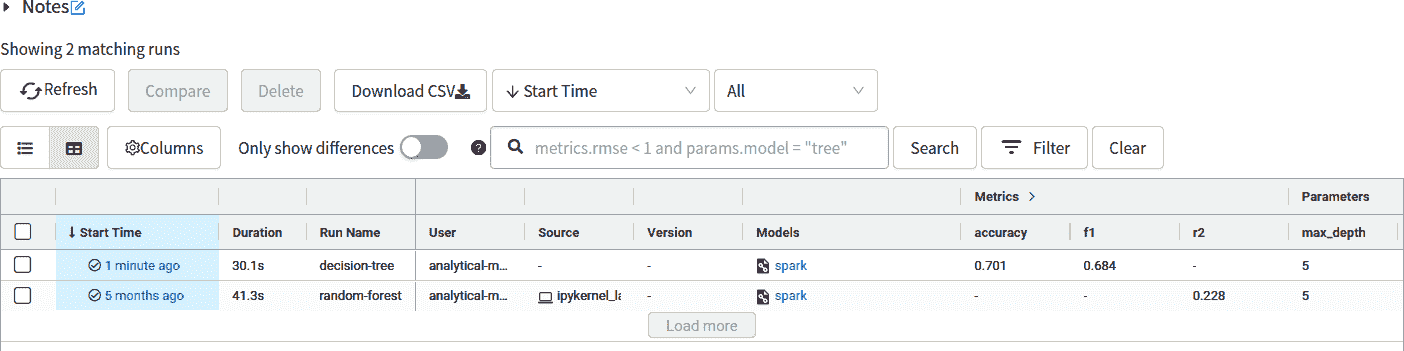 Notes
Showing 2 matching runs
Refresh Compare Delete Download CSV Start Time All
Columns Only show differences ? metrics.rmse < 1 and params.model = "tree" Search Filter Clear
Metrics > Parameters
↓ Start Time Duration Run Name User Source Version Models accuracy f1 r2 max_depth
1 minute ago 30.1s decision-tree analytical-m... - - spark 0.701 0.684 - 5
5 months ago 41.3s random-forest analytical-m... ipykernel_la - spark - - 0.228 5
Load more